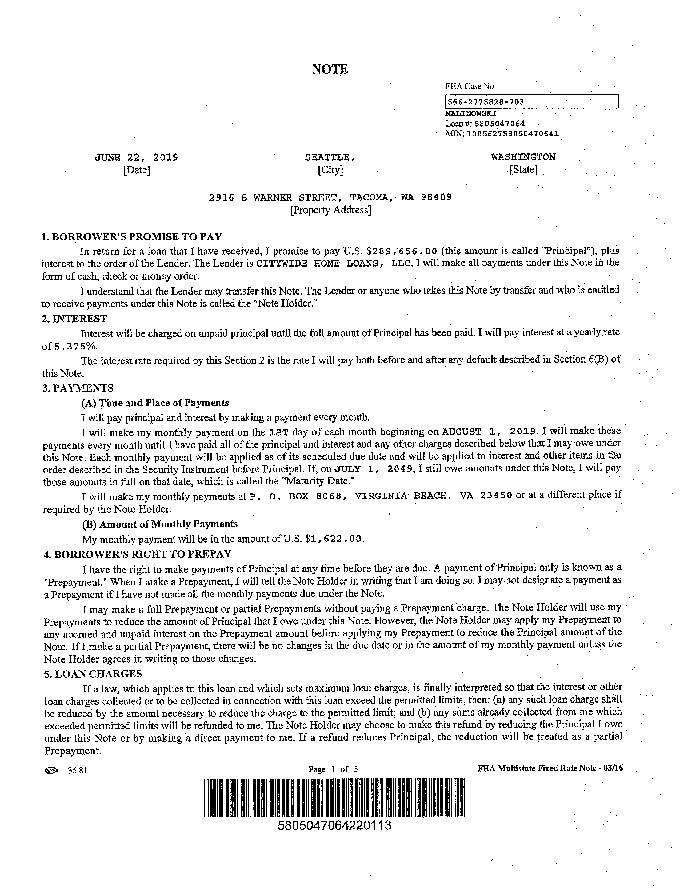 NOTE
FHA Case No
566-2775828-703
MALINOWSKI
Loan #: 5805047064
MIN:
JUNE 22, 2019 SEATTLE, WASHINGTON
[Date] [City] [State]
2916 S WARNER STREET, TACOMA, WA 98409
[Property Address]
1. BORROWER'S PROMISE TO PAY
In return for a loan that I have received, I promise to pay U.S. $289,656.00 (this amount is called "Principal"), plus
interest to the order of the Lender. The Lender is CITYWIDE HOME LOANS, LLC. I will make all payments under this Note in the
form of cash, check or money order.
I understand that the Lender may transfer this Note. The Lender or anyone who takes this Note by transfer and who is entitled
to receive payments under this Note is called the "Note Holder."
2. INTEREST
Interest will be charged on unpaid principal until the full amount of Principal has been paid. I will pay interest at a yearly rate
of 5.375%.
The interest rate required by this Section 2 is the rate I will pay both before and after any default described in Section 6(B) of
this Note.
3. PAYMENTS
(A) Time and Place of Payments
I will pay principal and interest by making a payment every month.
I will make my monthly payment on the 1ST day of each month beginning on AUGUST 1, 2019. I will make these
payments every month until I have paid all of the principal and interest and any other charges described below that I may owe under
this Note. Each monthly payment will be applied as of its scheduled due date and will be applied to interest and other items in the
order described in the Security Instrument before Principal. If, on JULY 1, 2049, I still owe amounts under this Note, I will pay
those amounts in full on that date, which is called the "Maturity Date."
I will make my monthly payments at P. O. BOX 8068, VIRGINIA BEACH, VA 23450 or at a different place if
required by the Note Holder.
(B) Amount of Monthly Payments
My monthly payment will be in the amount of U.S. $1,622.00.
4. BORROWER'S RIGHT TO PREPAY
I have the right to make payments of Principal at any time before they are due. A payment of Principal only is known as a
"Prepayment." When I make a Prepayment, I will tell the Note Holder in writing that I am doing so. I may not designate a payment as
a Prepayment if I have not made all the monthly payments due under the Note.
I may make a full Prepayment or partial Prepayments without paying a Prepayment charge. The Note Holder will use my
Prepayments to reduce the amount of Principal that I owe under this Note. However, the Note Holder may apply my Prepayment to
any accrued and unpaid interest on the Prepayment amount before applying my Prepayment to reduce the Principal amount of the
Note. If I make a partial Prepayment, there will be no changes in the due date or in the amount of my monthly payment unless the
Note Holder agrees in writing to those charges.
5. LOAN CHARGES
If a law, which applies to this loan and which sets maximum loan charges, is finally interpreted so that the interest or other
loan charges collected or to be collected in connection with this loan exceed the permitted limits, then: (a) any such loan charge shall
be reduced by the amount necessary to reduce the charge to the permitted limit; and (b) any sums already collected from me which
exceeded permitted limits will be refunded to me. The Note Holder may choose to make this refund by reducing the Principal I owe
under this Note or by making a direct payment to me. If a refund reduces Principal, the reduction will be treated as a partial
Prepayment.
36.81 Page 1 of 3 FHA Multistate Fixed Rate Note - 03/16
5805047064220113